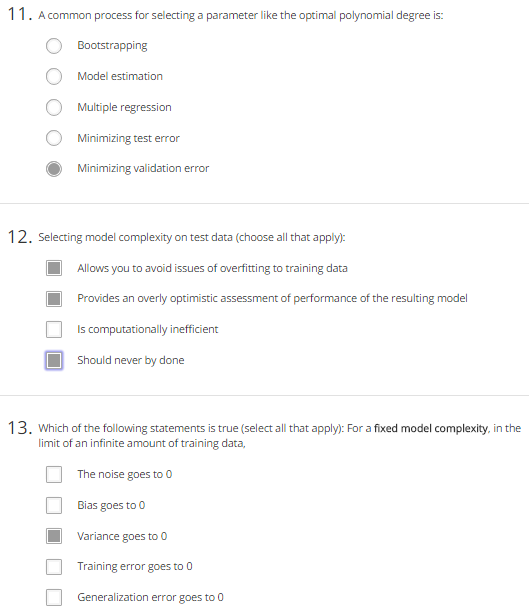 11. A common process for selecting a parameter like the optimal polynomial degree is:
Bootstrapping
Model estimation
Multiple regression
Minimizing test error
Minimizing validation error
12. Selecting model complexity on test data (choose all that apply):
Allows you to avoid issues of overfitting to training data
Provides an overly optimistic assessment of performance of the resulting model
Is computationally inefficient
Should never by done
13. Which of the following statements is true (select all that apply): For a fixed model complexity, in the
limit of an infinite amount of training data,
The noise goes to 0
Bias goes to 0
Variance goes to 0
Training error goes to 0
Generalization error goes to 0